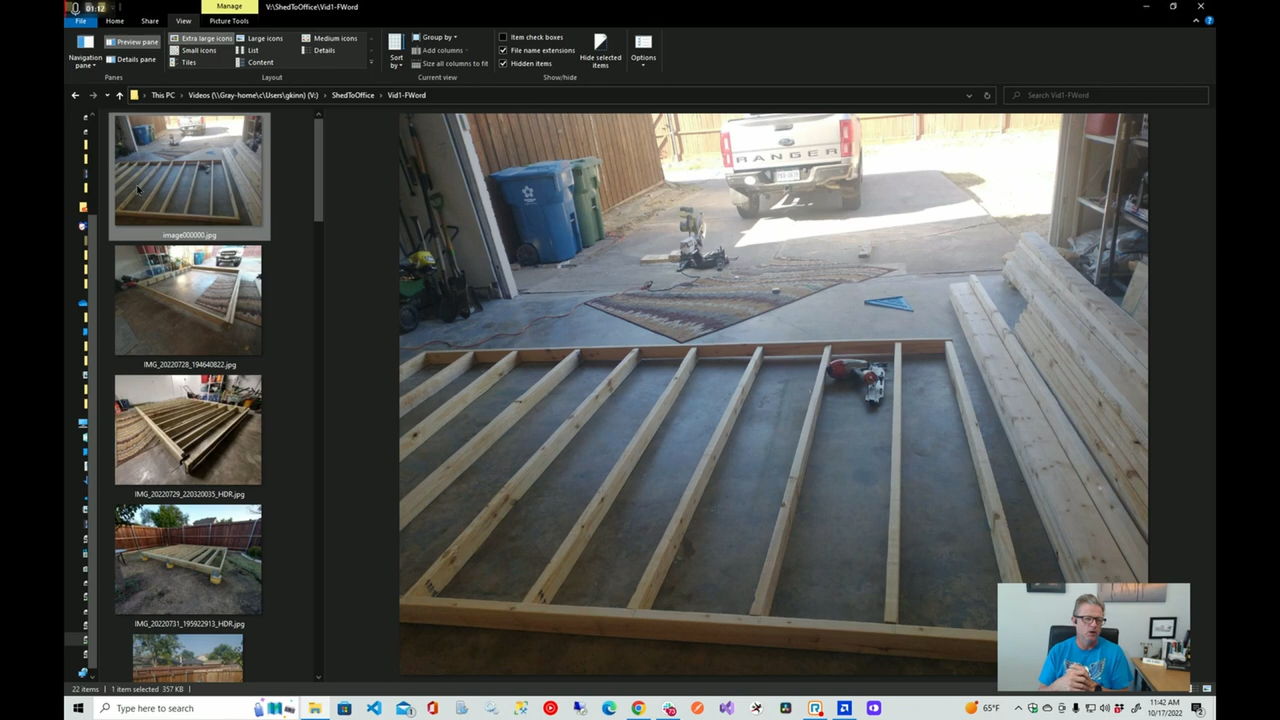 01:12
Manage
V:\ShedToOffice\Vid1-FWord
File
Home
Share
View
Picture Tools
Navigation pane
Preview pane
Details pane
Panes
Extra large icons
Large icons
Medium icons
Small icons
List
Details
Tiles
Content
Layout
Sort by
Group by
Add columns
Size all columns to fit
Current view
Item check boxes
File name extensions
Hidden items
Hide selected items
Show/hide
Options
This PC > Videos (\\Gray-home\c\Users\gkinn) (V:) > ShedToOffice > Vid1-FWord
Search Vid1-FWord
image000000.jpg
IMG_20220728_194640822.jpg
IMG_20220729_220320035_HDR.jpg
IMG_20220731_195922913_HDR.jpg
RANGER
22 items
1 item selected 357 KB
Type here to search
65°F
11:42 AM
10/17/2022